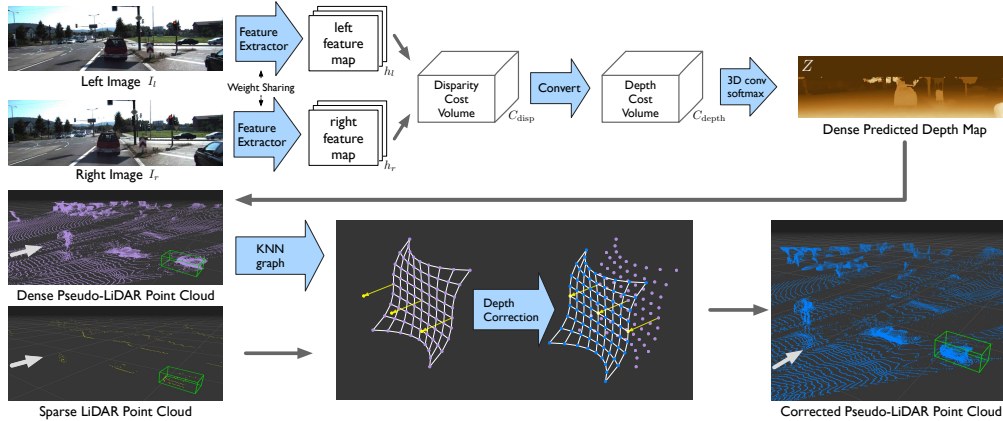 Left Image I_l
Right Image I_r
Feature
Extractor
Weight Sharing
Feature
Extractor
left
feature
map
h_l
right
feature
map
h_r
Disparity
Cost
Volume
C_disp
Convert
Depth
Cost
Volume
C_depth
3D conv
softmax
Z
Dense Predicted Depth Map
Dense Pseudo-LiDAR Point Cloud
Sparse LiDAR Point Cloud
KNN
graph
Depth
Correction
Corrected Pseudo-LiDAR Point Cloud